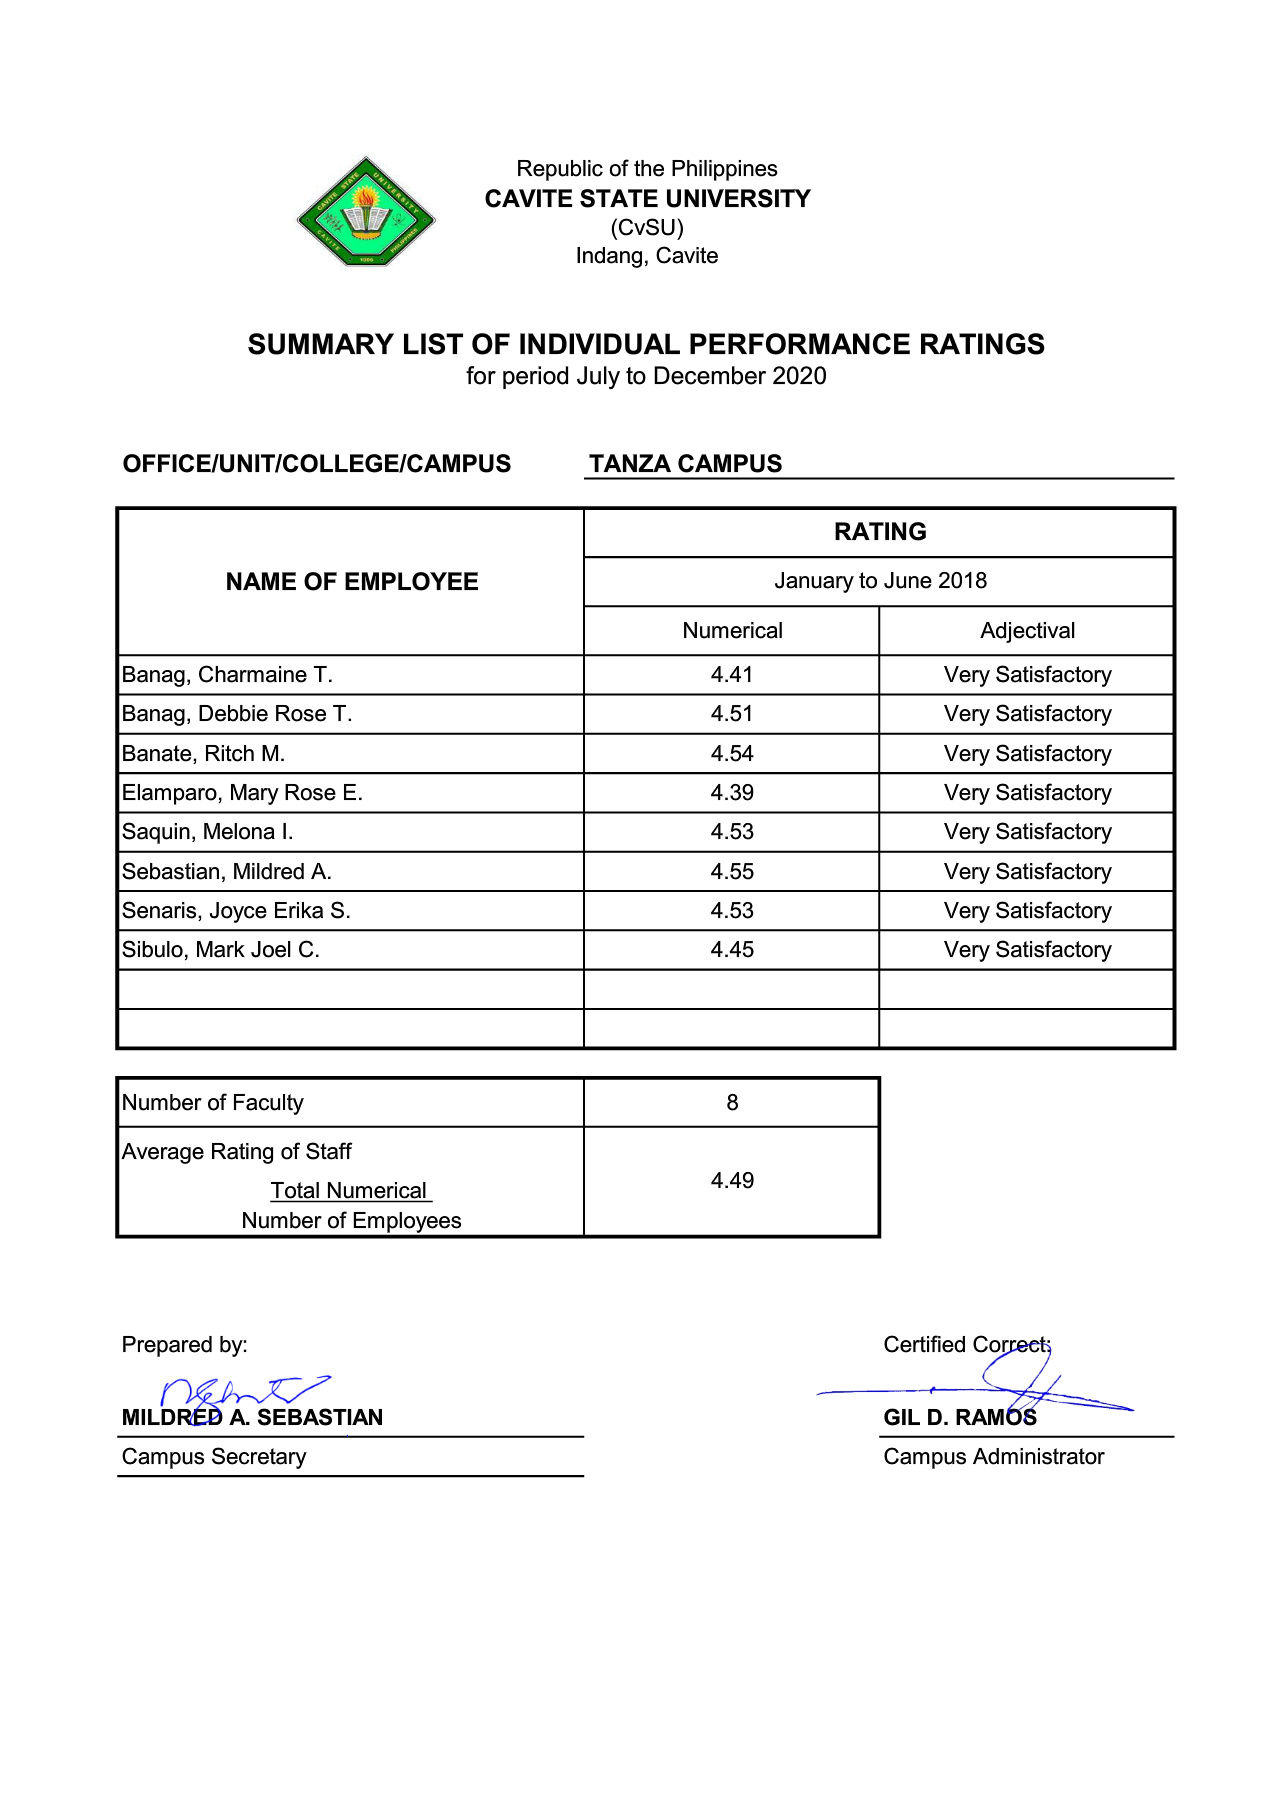 Republic of the Philippines
CAVITE STATE UNIVERSITY
(CvSU)
Indang, Cavite
CAVITE STATE UNIVERSITY
CAVITE PHILIPPINES
1906
SUMMARY LIST OF INDIVIDUAL PERFORMANCE RATINGS
for period July to December 2020
OFFICE/UNIT/COLLEGE/CAMPUS TANZA CAMPUS
NAME OF EMPLOYEE
RATING
January to June 2018
Numerical Adjectival
Banag, Charmaine T. 4.41 Very Satisfactory
Banag, Debbie Rose T. 4.51 Very Satisfactory
Banate, Ritch M. 4.54 Very Satisfactory
Elamparo, Mary Rose E. 4.39 Very Satisfactory
Saquin, Melona I. 4.53 Very Satisfactory
Sebastian, Mildred A. 4.55 Very Satisfactory
Senaris, Joyce Erika S. 4.53 Very Satisfactory
Sibulo, Mark Joel C. 4.45 Very Satisfactory
Number of Faculty 8
Average Rating of Staff
Total Numerical
Number of Employees
4.49
Prepared by: Certified Correct:
MILDRED A. SEBASTIAN GIL D. RAMOS
Campus Secretary Campus Administrator